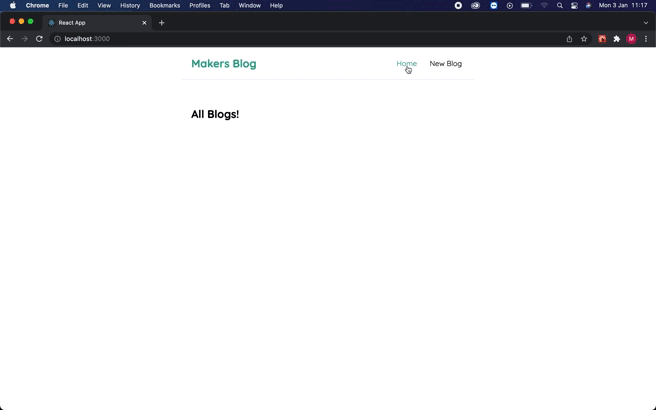 Chrome File Edit View History Bookmarks Profiles Tab Window Help Mon 3 Jan 11:17
React App
localhost:3000 M
Makers Blog Home New Blog
All Blogs!